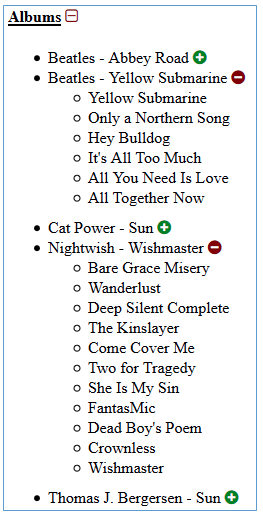 Albums
Beatles - Abbey Road
Beatles - Yellow Submarine
Yellow Submarine
Only a Northern Song
Hey Bulldog
It's All Too Much
All You Need Is Love
All Together Now
Cat Power - Sun
Nightwish - Wishmaster
Bare Grace Misery
Wanderlust
Deep Silent Complete
The Kinslayer
Come Cover Me
Two for Tragedy
She Is My Sin
FantasMic
Dead Boy's Poem
Crownless
Wishmaster
Thomas J. Bergersen - Sun